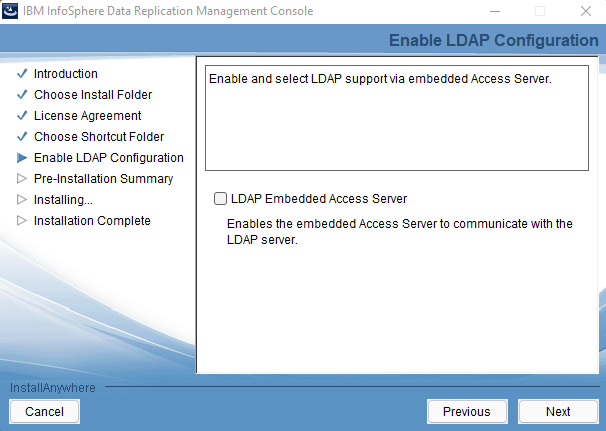 IBM InfoSphere Data Replication Management Console
Enable LDAP Configuration
Introduction
Choose Install Folder
License Agreement
Choose Shortcut Folder
Enable LDAP Configuration
Pre-Installation Summary
Installing...
Installation Complete
Enable and select LDAP support via embedded Access Server.
LDAP Embedded Access Server
Enables the embedded Access Server to communicate with the
LDAP server.
InstallAnywhere
Cancel
Previous
Next